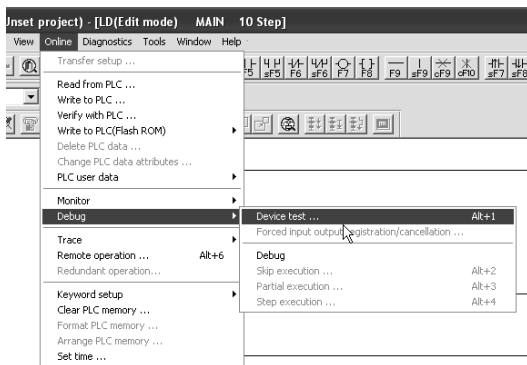 Unset project) - [LD(Edit mode) MAIN 10 Step]
View Online Diagnostics Tools Window Help
F5 sF5 F6 sF6 F7 F8 F9 sF9 cF9 cF10 sF7 sF8
Transfer setup ...
Read from PLC ...
Write to PLC ...
Verify with PLC ...
Write to PLC(Flash ROM)
Delete PLC data ...
Change PLC data attributes ...
PLC user data
Monitor
Debug
Device test ... Alt+1
Forced input output registration/cancellation ...
Debug
Skip execution ... Alt+2
Partial execution ... Alt+3
Step execution ... Alt+4
Trace
Remote operation ... Alt+6
Redundant operation...
Keyword setup
Clear PLC memory ...
Format PLC memory ...
Arrange PLC memory ...
Set time ...